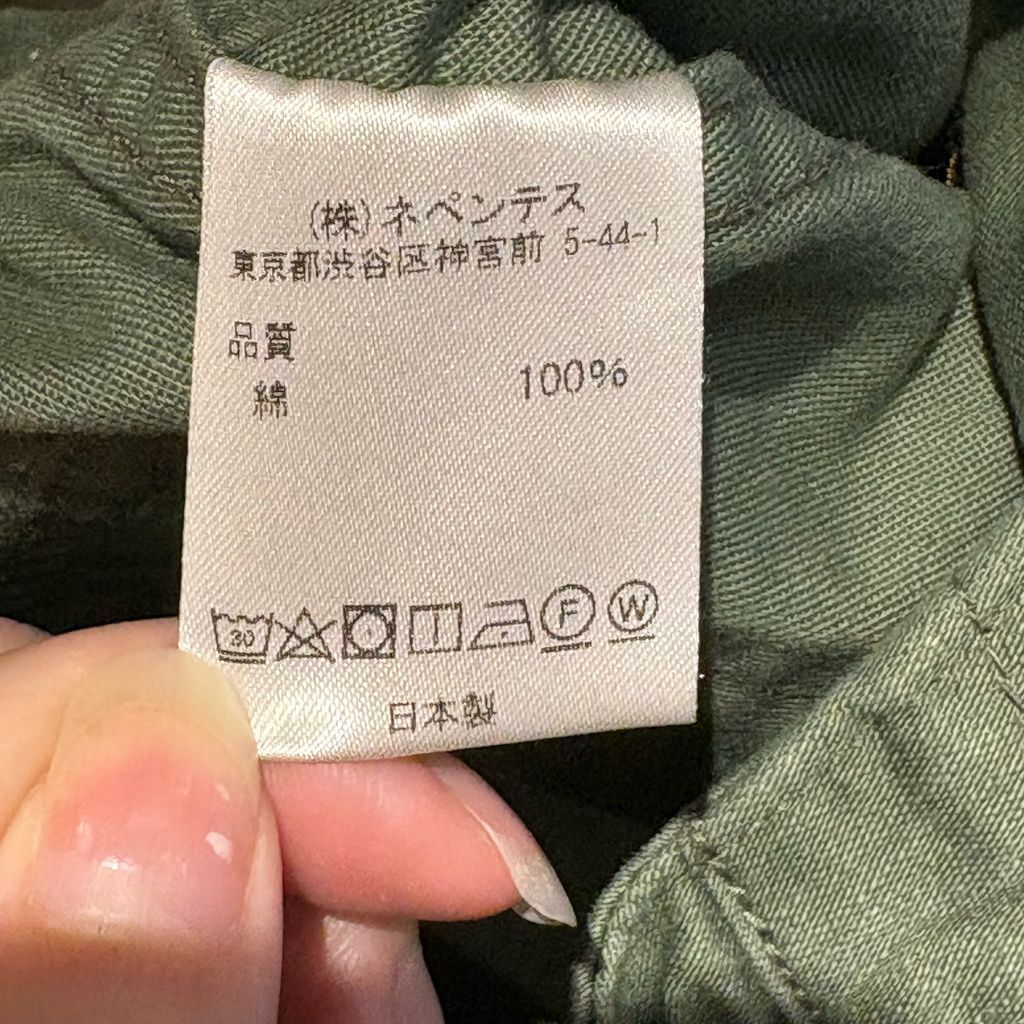 (株)ネペンテス
東京都渋谷区神宮前 5-44-1
品質
綿 100%
30 F W
日本製